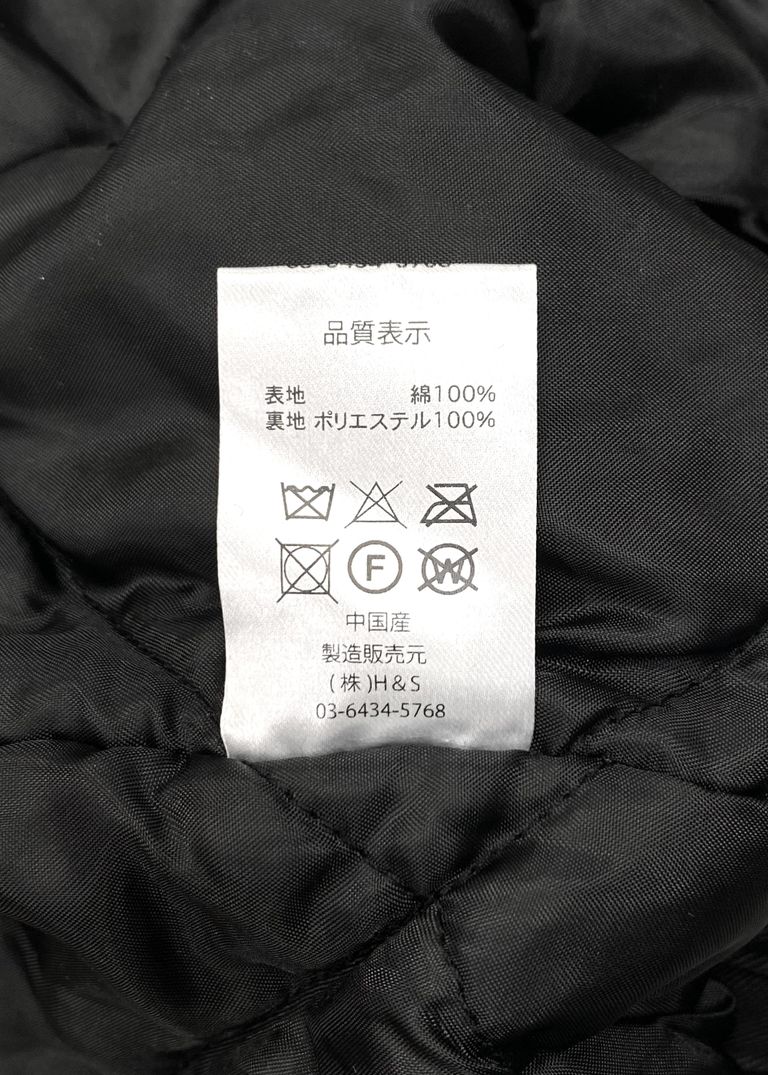 品質表示
表地 綿100%
裏地 ポリエステル100%
F W
中国産
製造販売元
(株)H&S
03-6434-5768